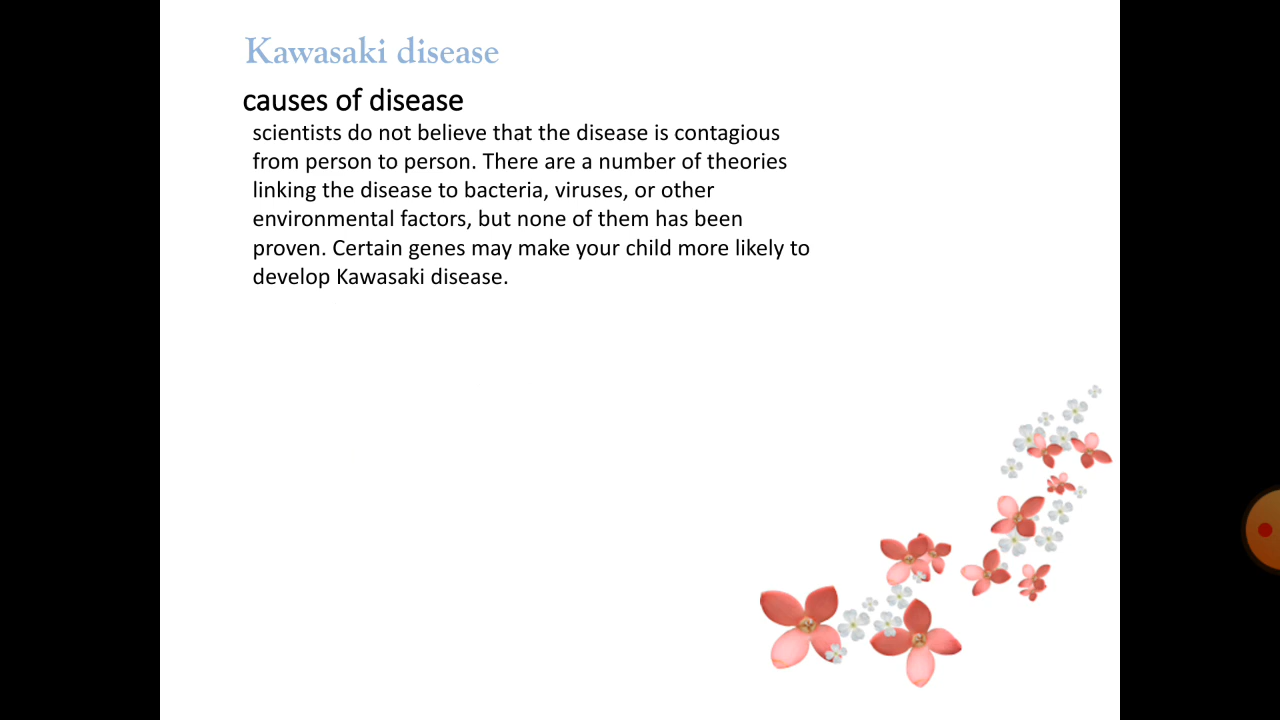 Kawasaki disease
causes of disease
scientists do not believe that the disease is contagious
from person to person. There are a number of theories
linking the disease to bacteria, viruses, or other
environmental factors, but none of them has been
proven. Certain genes may make your child more likely to
develop Kawasaki disease.